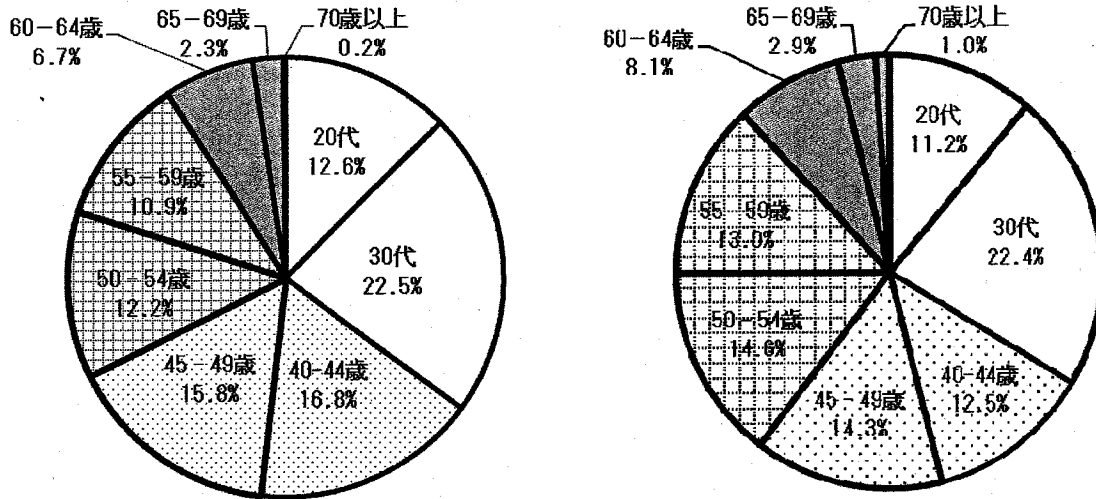 60-64歳
6.7%
65-69歳
2.3%
70歳以上
0.2%
20代
12.6%
30代
22.5%
40-44歳
16.8%
45-49歳
15.8%
50-54歳
12.2%
55-59歳
10.9%
60-64歳
8.1%
65-69歳
2.9%
70歳以上
1.0%
20代
11.2%
30代
22.4%
40-44歳
12.5%
45-49歳
14.3%
50-54歳
14.6%
55-59歳
13.0%